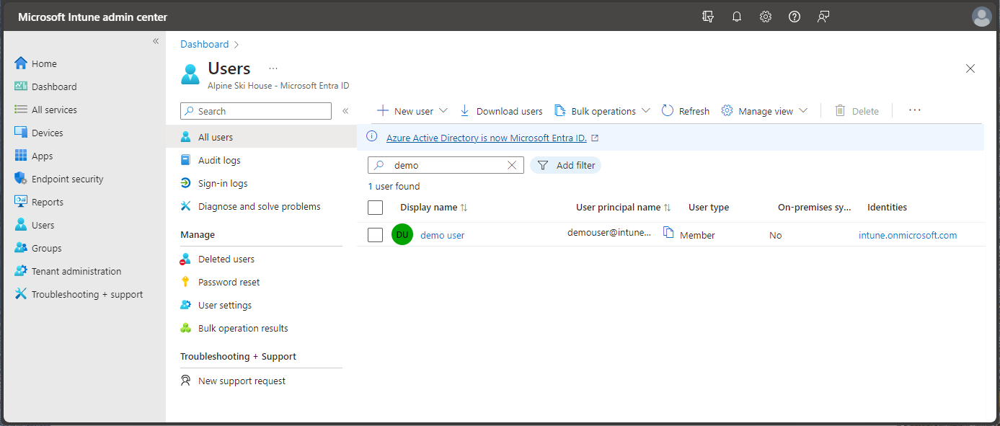 Microsoft Intune admin center
Home
Dashboard
All services
Devices
Apps
Endpoint security
Reports
Users
Groups
Tenant administration
Troubleshooting + support
Dashboard
Users
Alpine Ski House - Microsoft Entra ID
Search
All users
Audit logs
Sign-in logs
Diagnose and solve problems
Manage
Deleted users
Password reset
User settings
Bulk operation results
Troubleshooting + Support
New support request
New user Download users Bulk operations Refresh Manage view Delete
Azure Active Directory is now Microsoft Entra ID.
demo Add filter
1 user found
Display name User principal name User type On-premises sy... Identities
DU demo user demouser@intune... Member No intune.onmicrosoft.com